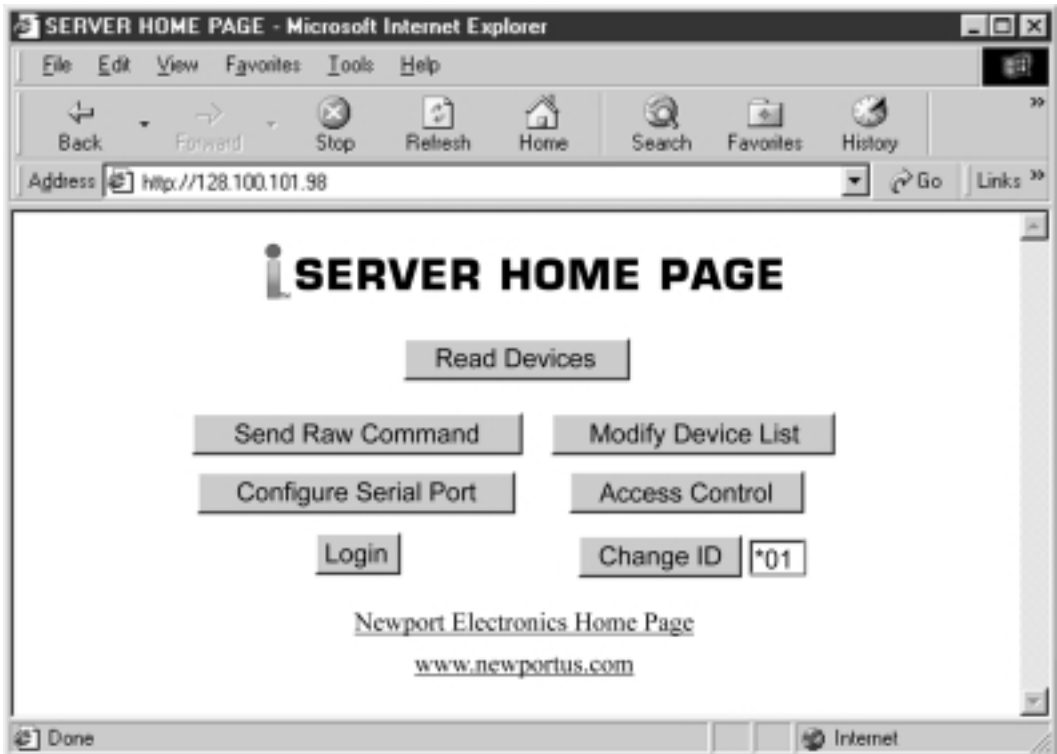 SERVER HOME PAGE - Microsoft Internet Explorer
File Edit View Favorites Tools Help
Back Forward Stop Refresh Home Search Favorites History »
Address http://128.100.101.98 Go Links »
i SERVER HOME PAGE
Read Devices
Send Raw Command Modify Device List
Configure Serial Port Access Control
Login Change ID *01
Newport Electronics Home Page
www.newportus.com
Done Internet